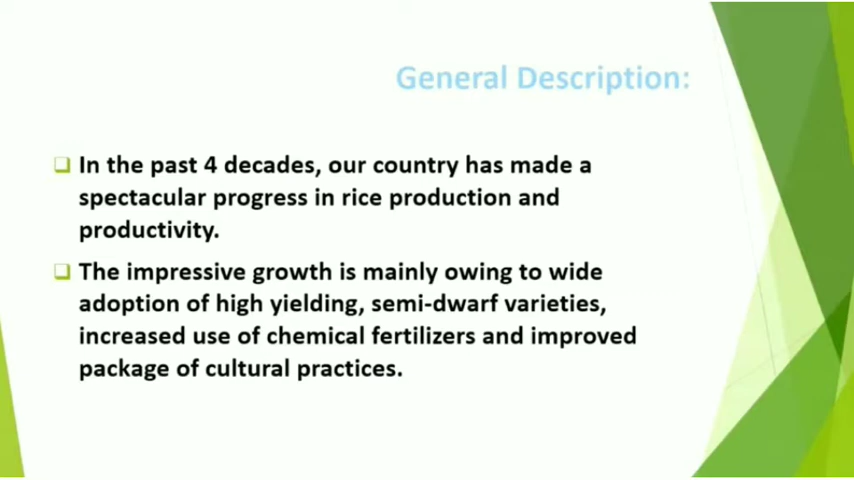 General Description:
In the past 4 decades, our country has made a
spectacular progress in rice production and
productivity.
The impressive growth is mainly owing to wide
adoption of high yielding, semi-dwarf varieties,
increased use of chemical fertilizers and improved
package of cultural practices.